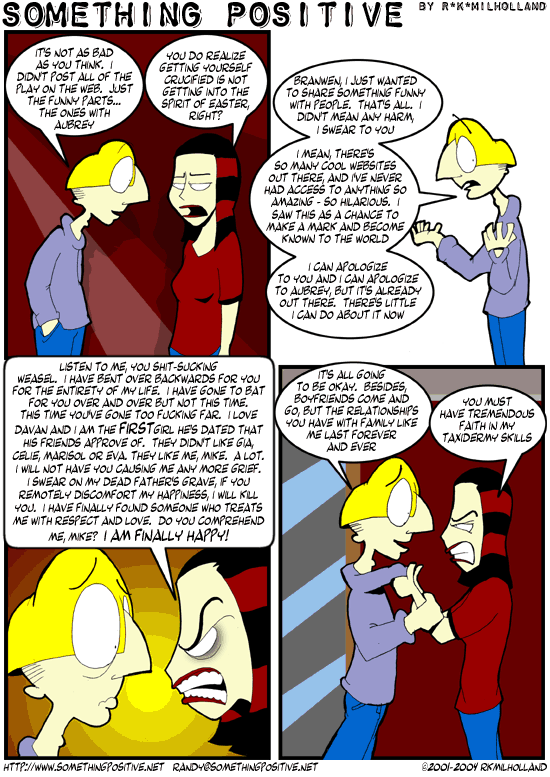 SOMETHING POSITIVE BY R*K*MILHOLLAND
IT'S NOT AS BAD
AS YOU THINK. I
DIDN'T POST ALL OF THE
PLAY ON THE WEB. JUST
THE FUNNY PARTS...
THE ONES WITH
AUBREY
YOU DO REALIZE
GETTING YOURSELF
CRUCIFIED IS NOT
GETTING INTO THE
SPIRIT OF EASTER,
RIGHT?
BRANWEN, I JUST WANTED
TO SHARE SOMETHING FUNNY
WITH PEOPLE. THAT'S ALL. I
DIDN'T MEAN ANY HARM,
I SWEAR TO YOU
I MEAN, THERE'S
SO MANY COOL WEBSITES
OUT THERE, AND I'VE NEVER
HAD ACCESS TO ANYTHING SO
AMAZING - SO HILARIOUS. I
SAW THIS AS A CHANCE TO
MAKE A MARK AND BECOME
KNOWN TO THE WORLD
I CAN APOLOGIZE
TO YOU AND I CAN APOLOGIZE
TO AUBREY, BUT IT'S ALREADY
OUT THERE. THERE'S LITTLE
I CAN DO ABOUT IT NOW
LISTEN TO ME, YOU SHIT-SUCKING
WEASEL. I HAVE BENT OVER BACKWARDS FOR YOU
FOR THE ENTIRETY OF MY LIFE. I HAVE GONE TO BAT
FOR YOU OVER AND OVER BUT NOT THIS TIME.
THIS TIME YOU'VE GONE TOO FUCKING FAR. I LOVE
DAVAN AND I AM THE FIRST GIRL HE'S DATED THAT
HIS FRIENDS APPROVE OF. THEY DIDN'T LIKE GIA,
CELIE, MARISOL OR EVA. THEY LIKE ME, MIKE. A LOT.
I WILL NOT HAVE YOU CAUSING ME ANY MORE GRIEF.
I SWEAR ON MY DEAD FATHER'S GRAVE, IF YOU
REMOTELY DISCOMFORT MY HAPPINESS, I WILL KILL
YOU. I HAVE FINALLY FOUND SOMEONE WHO TREATS
ME WITH RESPECT AND LOVE. DO YOU COMPREHEND
ME, MIKE? I AM FINALLY HAPPY!
IT'S ALL GOING
TO BE OKAY. BESIDES,
BOYFRIENDS COME AND
GO, BUT THE RELATIONSHIPS
YOU HAVE WITH FAMILY LIKE
ME LAST FOREVER
AND EVER
YOU MUST
HAVE TREMENDOUS
FAITH IN MY
TAXIDERMY SKILLS
HTTP://WWW.SOMETHINGPOSITIVE.NET RANDY@SOMETHINGPOSITIVE.NET ©2001-2004 RKMILHOLLAND